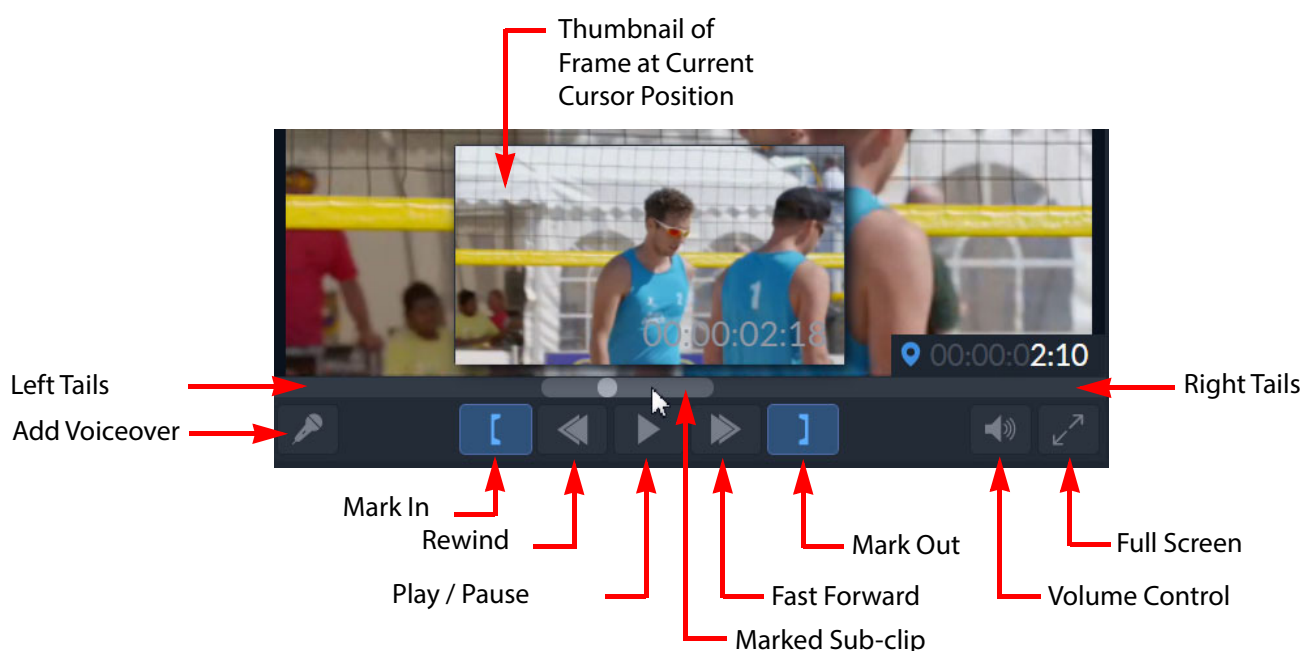 Thumbnail of
Frame at Current
Cursor Position
1
00:00:02:18
00:00:02:10
Left Tails
Right Tails
Add Voiceover
[
]
Mark In
Rewind
Mark Out
Full Screen
Play / Pause
Fast Forward
Volume Control
Marked Sub-clip